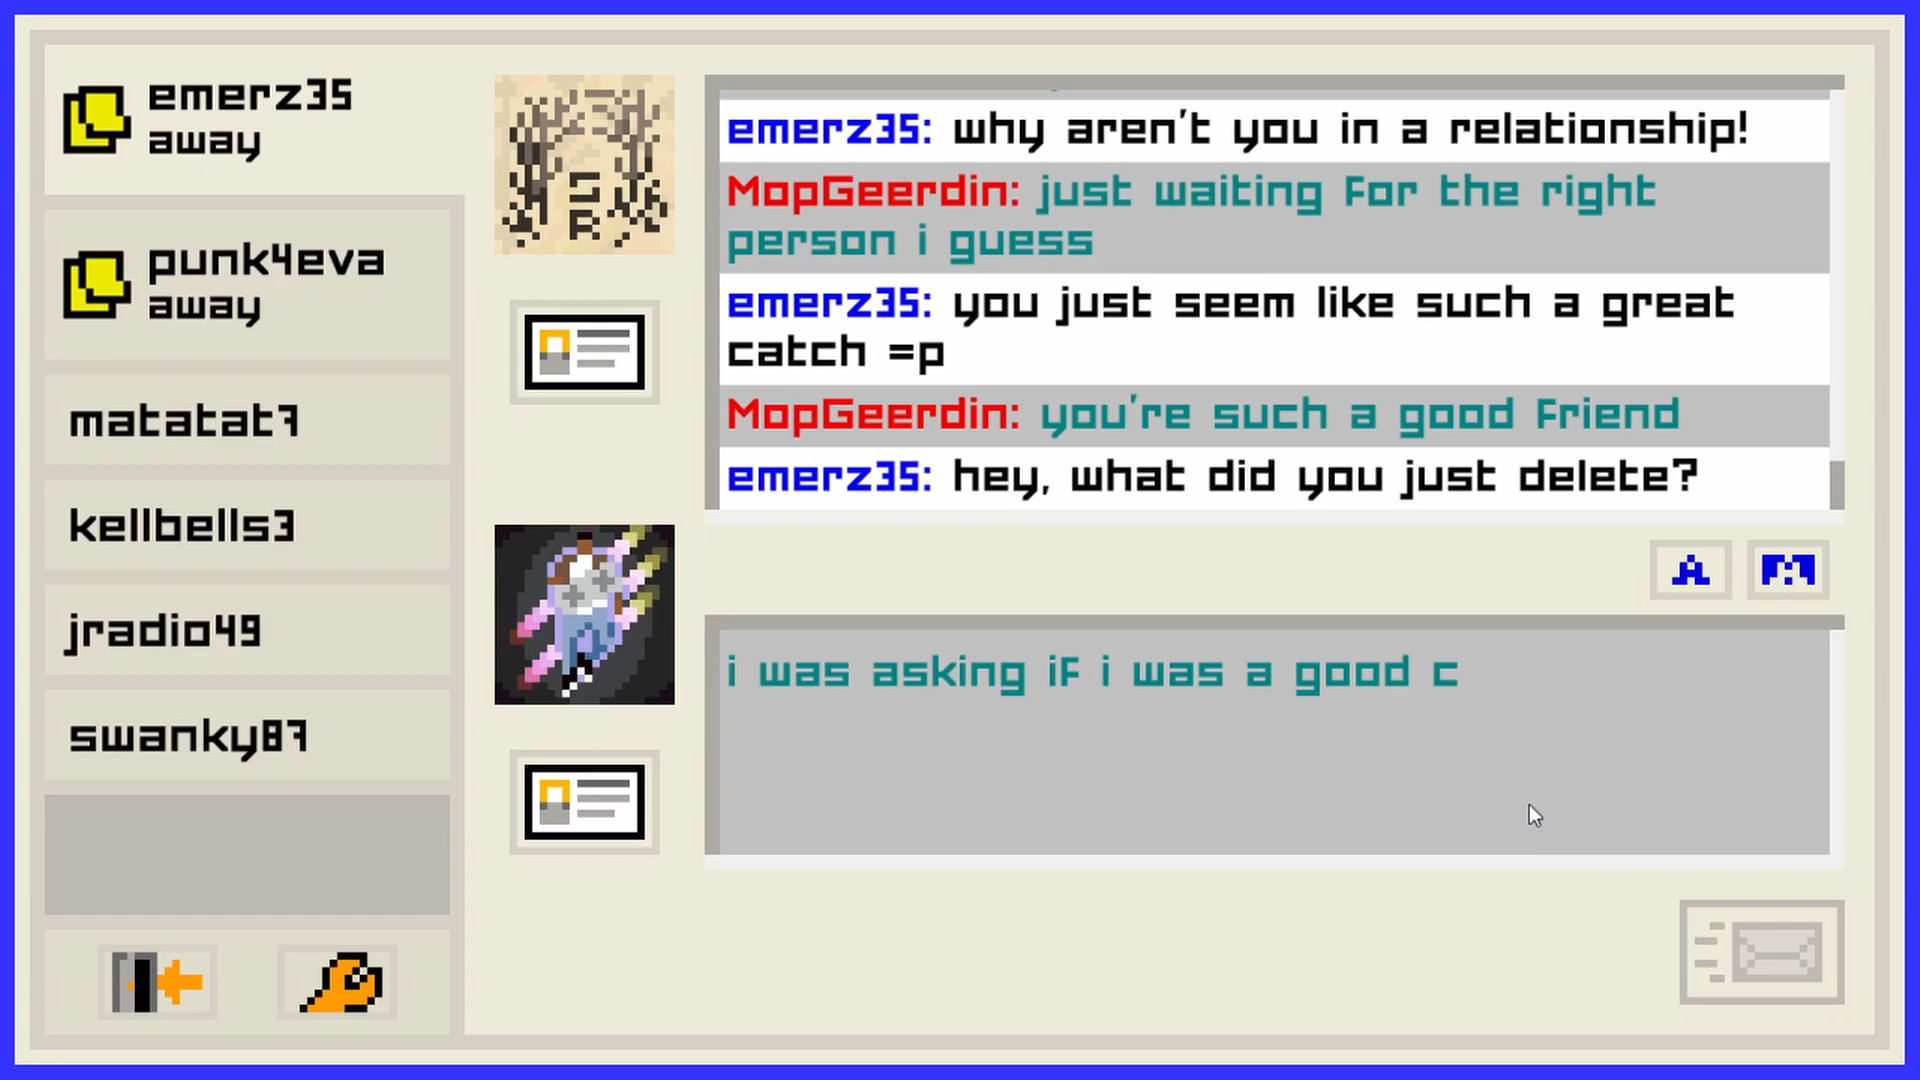 emerz35
away
punk4eva
away
matatat7
kellbells3
jradio49
swanky87
S
R
emerz35: why aren't you in a relationship!
MopGeerdin: just waiting for the right
person i guess
emerz35: you just seem like such a great
catch =p
MopGeerdin: you're such a good friend
emerz35: hey, what did you just delete?
A
i was asking if i was a good c